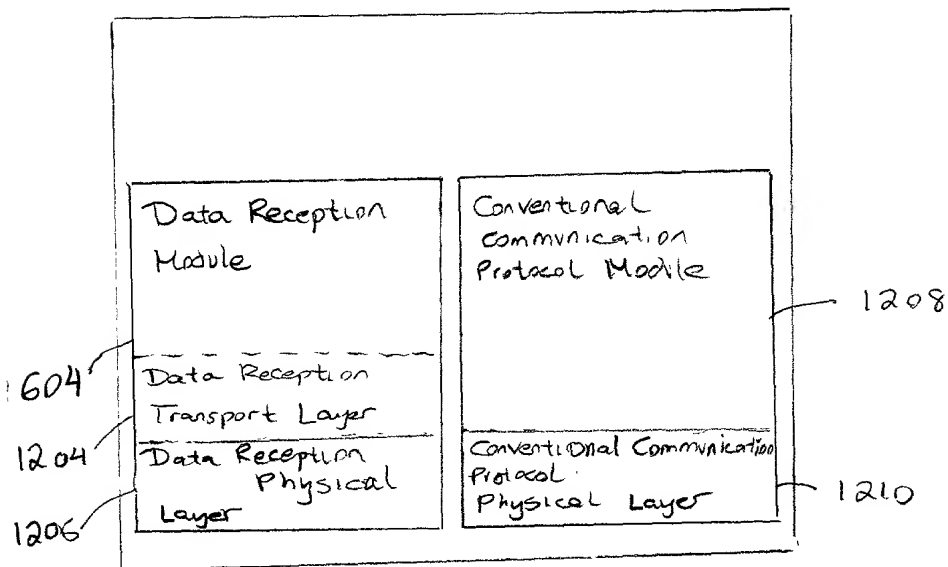 Data Reception
Module
Conventional
Communication
Protocol Module
1208
604
Data Reception
Transport Layer
1204
Data Reception
Physical
Layer
1206
Conventional Communication
Protocol
Physical Layer
1210